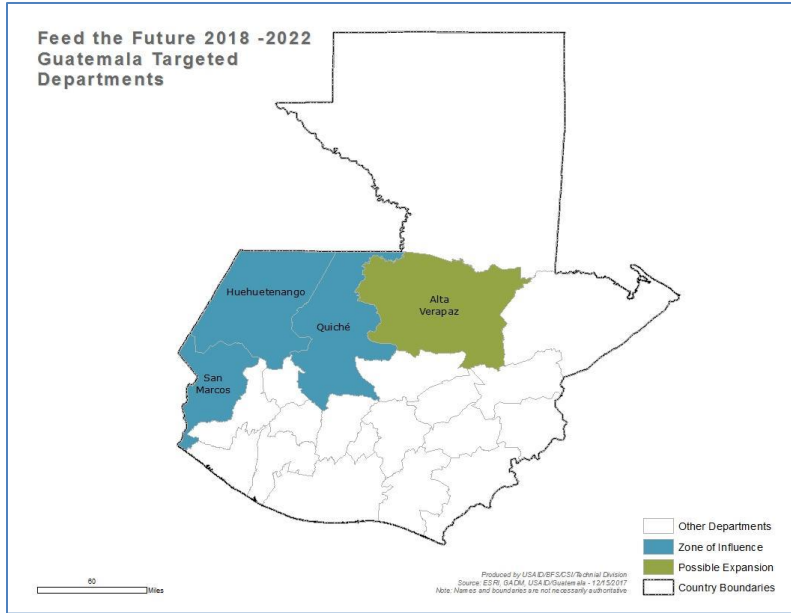 Feed the Future 2018 -2022
Guatemala Targeted
Departments
Huehuetenango
Quiché
Alta
Verapaz
San
Marcos
Other Departments
Zone of Influence
Possible Expansion
Country Boundaries
60
Miles
Produced by USAID/BFS/CSI/Technial Division
Source: ESRI, GADM, USAID/Guatemala - 12/15/2017
Note: Names and boundaries are not necessarily authoritative